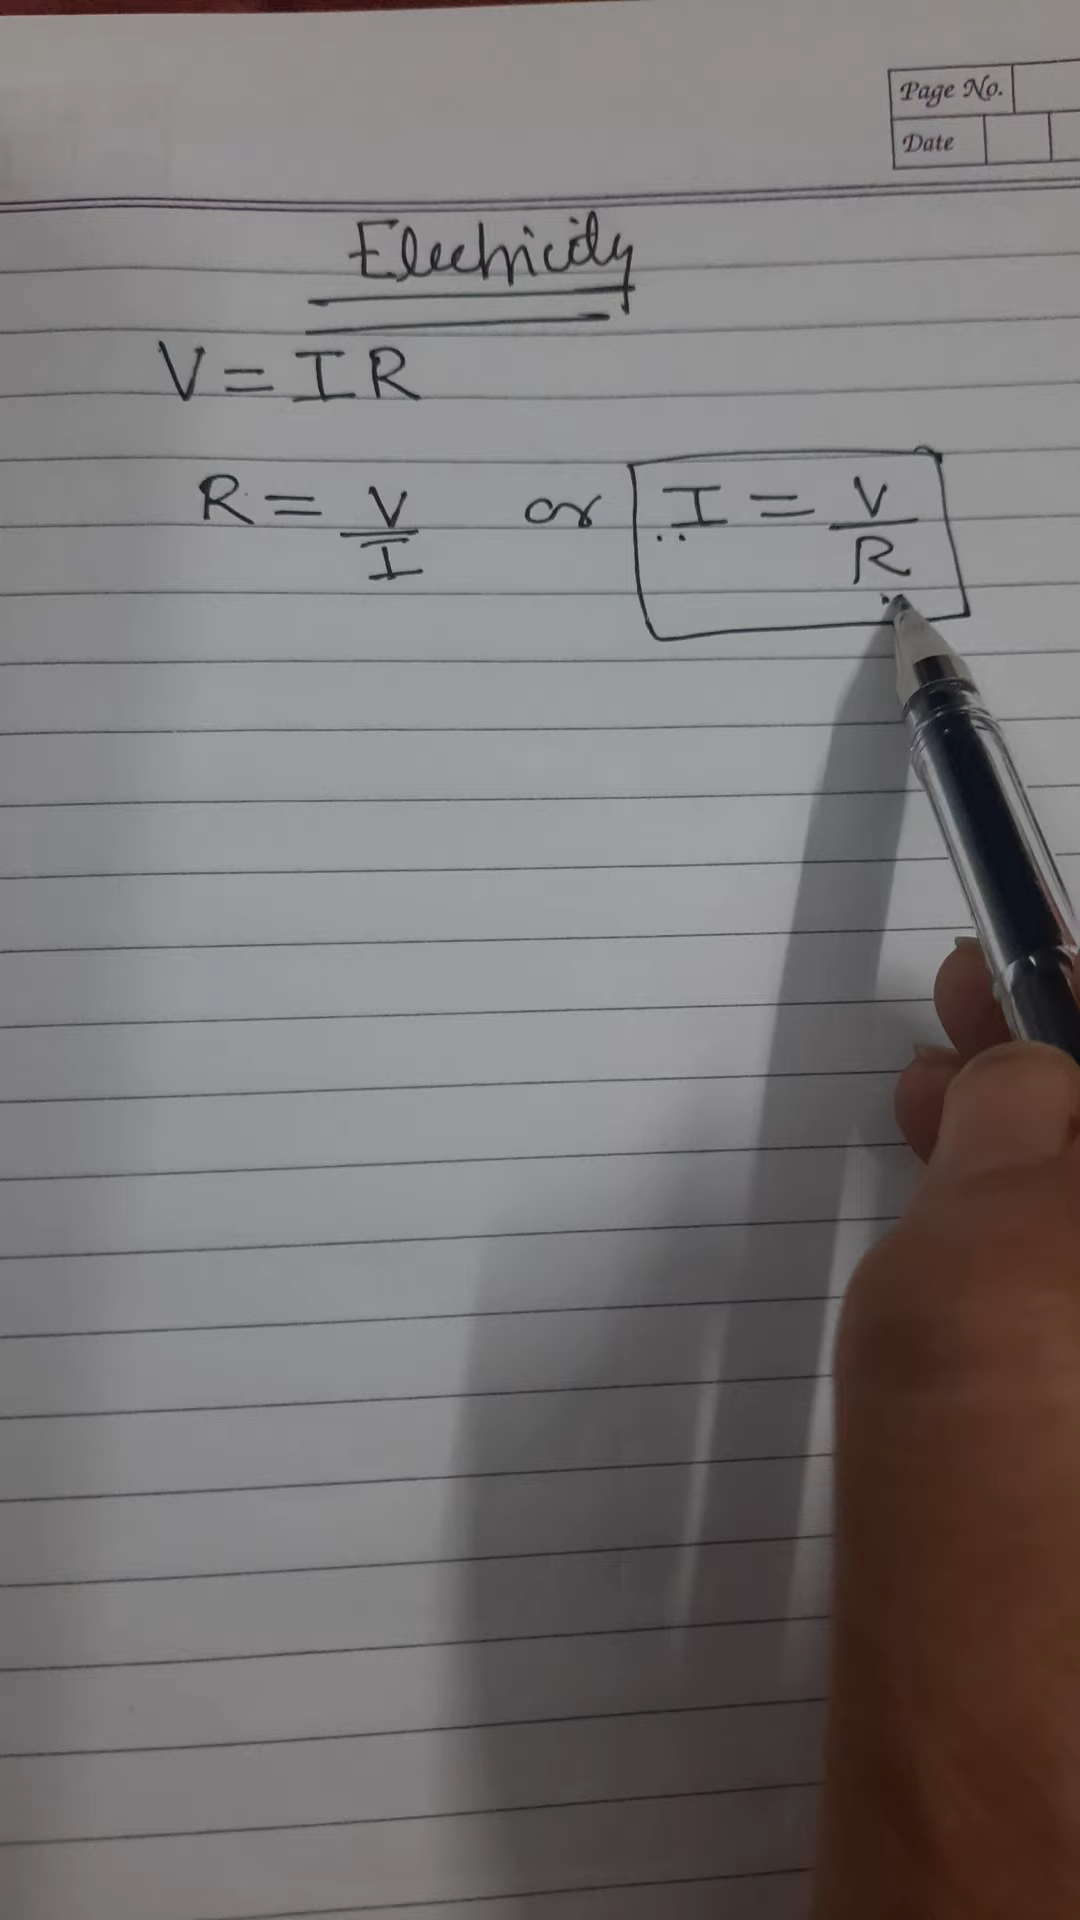 Page No.
Date
Electricity
V = IR
R = V/I or I = V/R